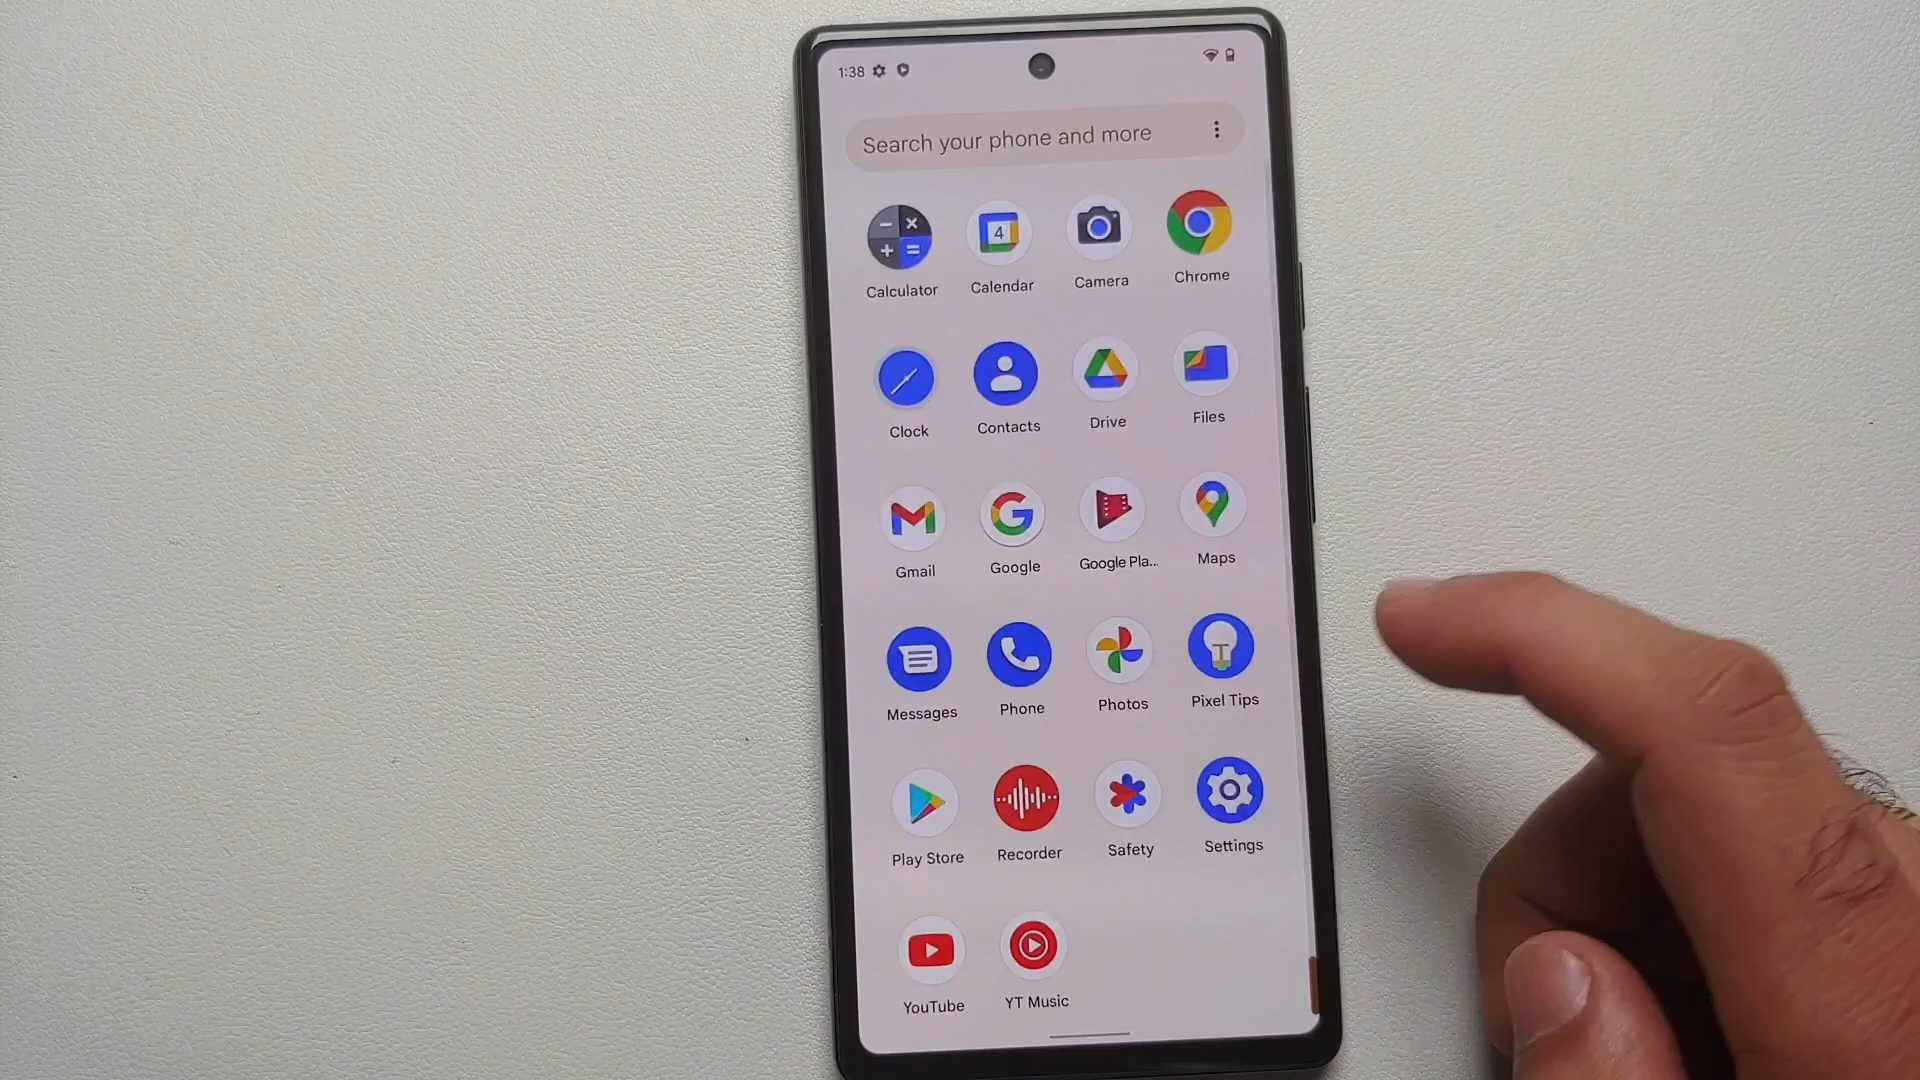 1:38
Search your phone and more
4
Calculator Calendar Camera Chrome
Clock Contacts Drive Files
Gmail Google Google Pla... Maps
Messages Phone Photos Pixel Tips
Play Store Recorder Safety Settings
YouTube YT Music